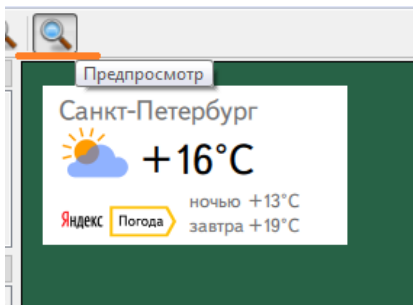 Предпросмотр
Санкт-Петербург
+16°C
ночью +13°C
Яндекс Погода
завтра +19°C